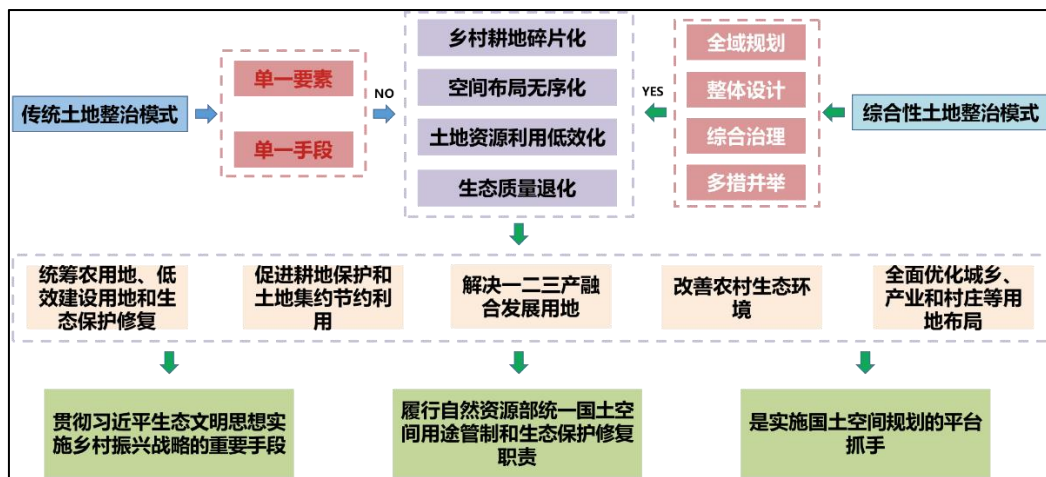 传统土地整治模式
单一要素
单一手段
NO
乡村耕地碎片化
空间布局无序化
土地资源利用低效化
生态质量退化
YES
全域规划
整体设计
综合治理
多措并举
综合性土地整治模式
统筹农用地、低
效建设用地和生
态保护修复
促进耕地保护和
土地集约节约利
用
解决一二三产融
合发展用地
改善农村生态环
境
全面优化城乡、
产业和村庄等用
地布局
贯彻习近平生态文明思想实
施乡村振兴战略的重要手段
履行自然资源部统一国土空
间用途管制和生态保护修复
职责
是实施国土空间规划的平台
抓手